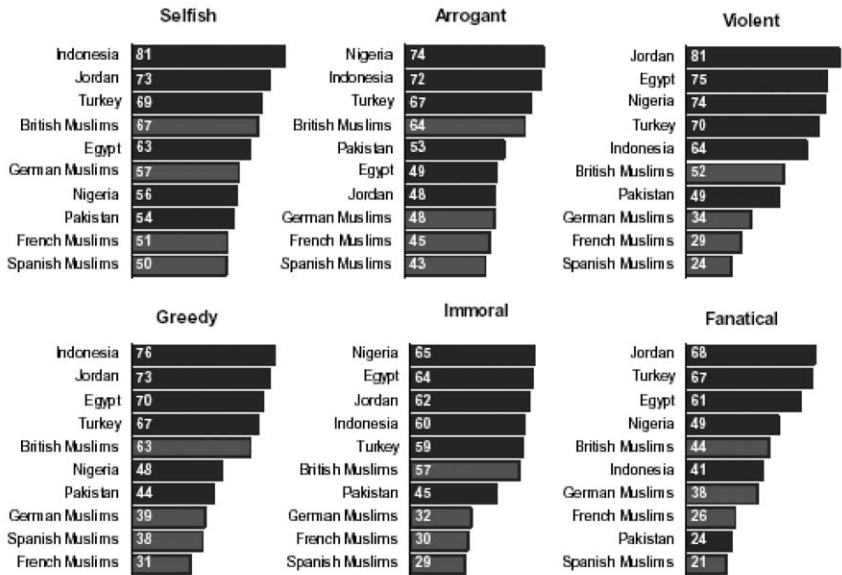 Selfish
Indonesia 81
Jordan 73
Turkey 69
British Muslims 67
Egypt 63
German Muslims 57
Nigeria 56
Pakistan 54
French Muslims 51
Spanish Muslims 50
Arrogant
Nigeria 74
Indonesia 72
Turkey 67
British Muslims 64
Pakistan 53
Egypt 49
Jordan 48
German Muslims 48
French Muslims 45
Spanish Muslims 43
Violent
Jordan 81
Egypt 75
Nigeria 74
Turkey 70
Indonesia 64
British Muslims 52
Pakistan 49
German Muslims 34
French Muslims 29
Spanish Muslims 24
Greedy
Indonesia 76
Jordan 73
Egypt 70
Turkey 67
British Muslims 63
Nigeria 48
Pakistan 44
German Muslims 39
Spanish Muslims 38
French Muslims 31
Immoral
Nigeria 65
Egypt 64
Jordan 62
Indonesia 60
Turkey 59
British Muslims 57
Pakistan 45
German Muslims 32
French Muslims 30
Spanish Muslims 29
Fanatical
Jordan 68
Turkey 67
Egypt 61
Nigeria 49
British Muslims 44
Indonesia 41
German Muslims 38
French Muslims 26
Pakistan 24
Spanish Muslims 21